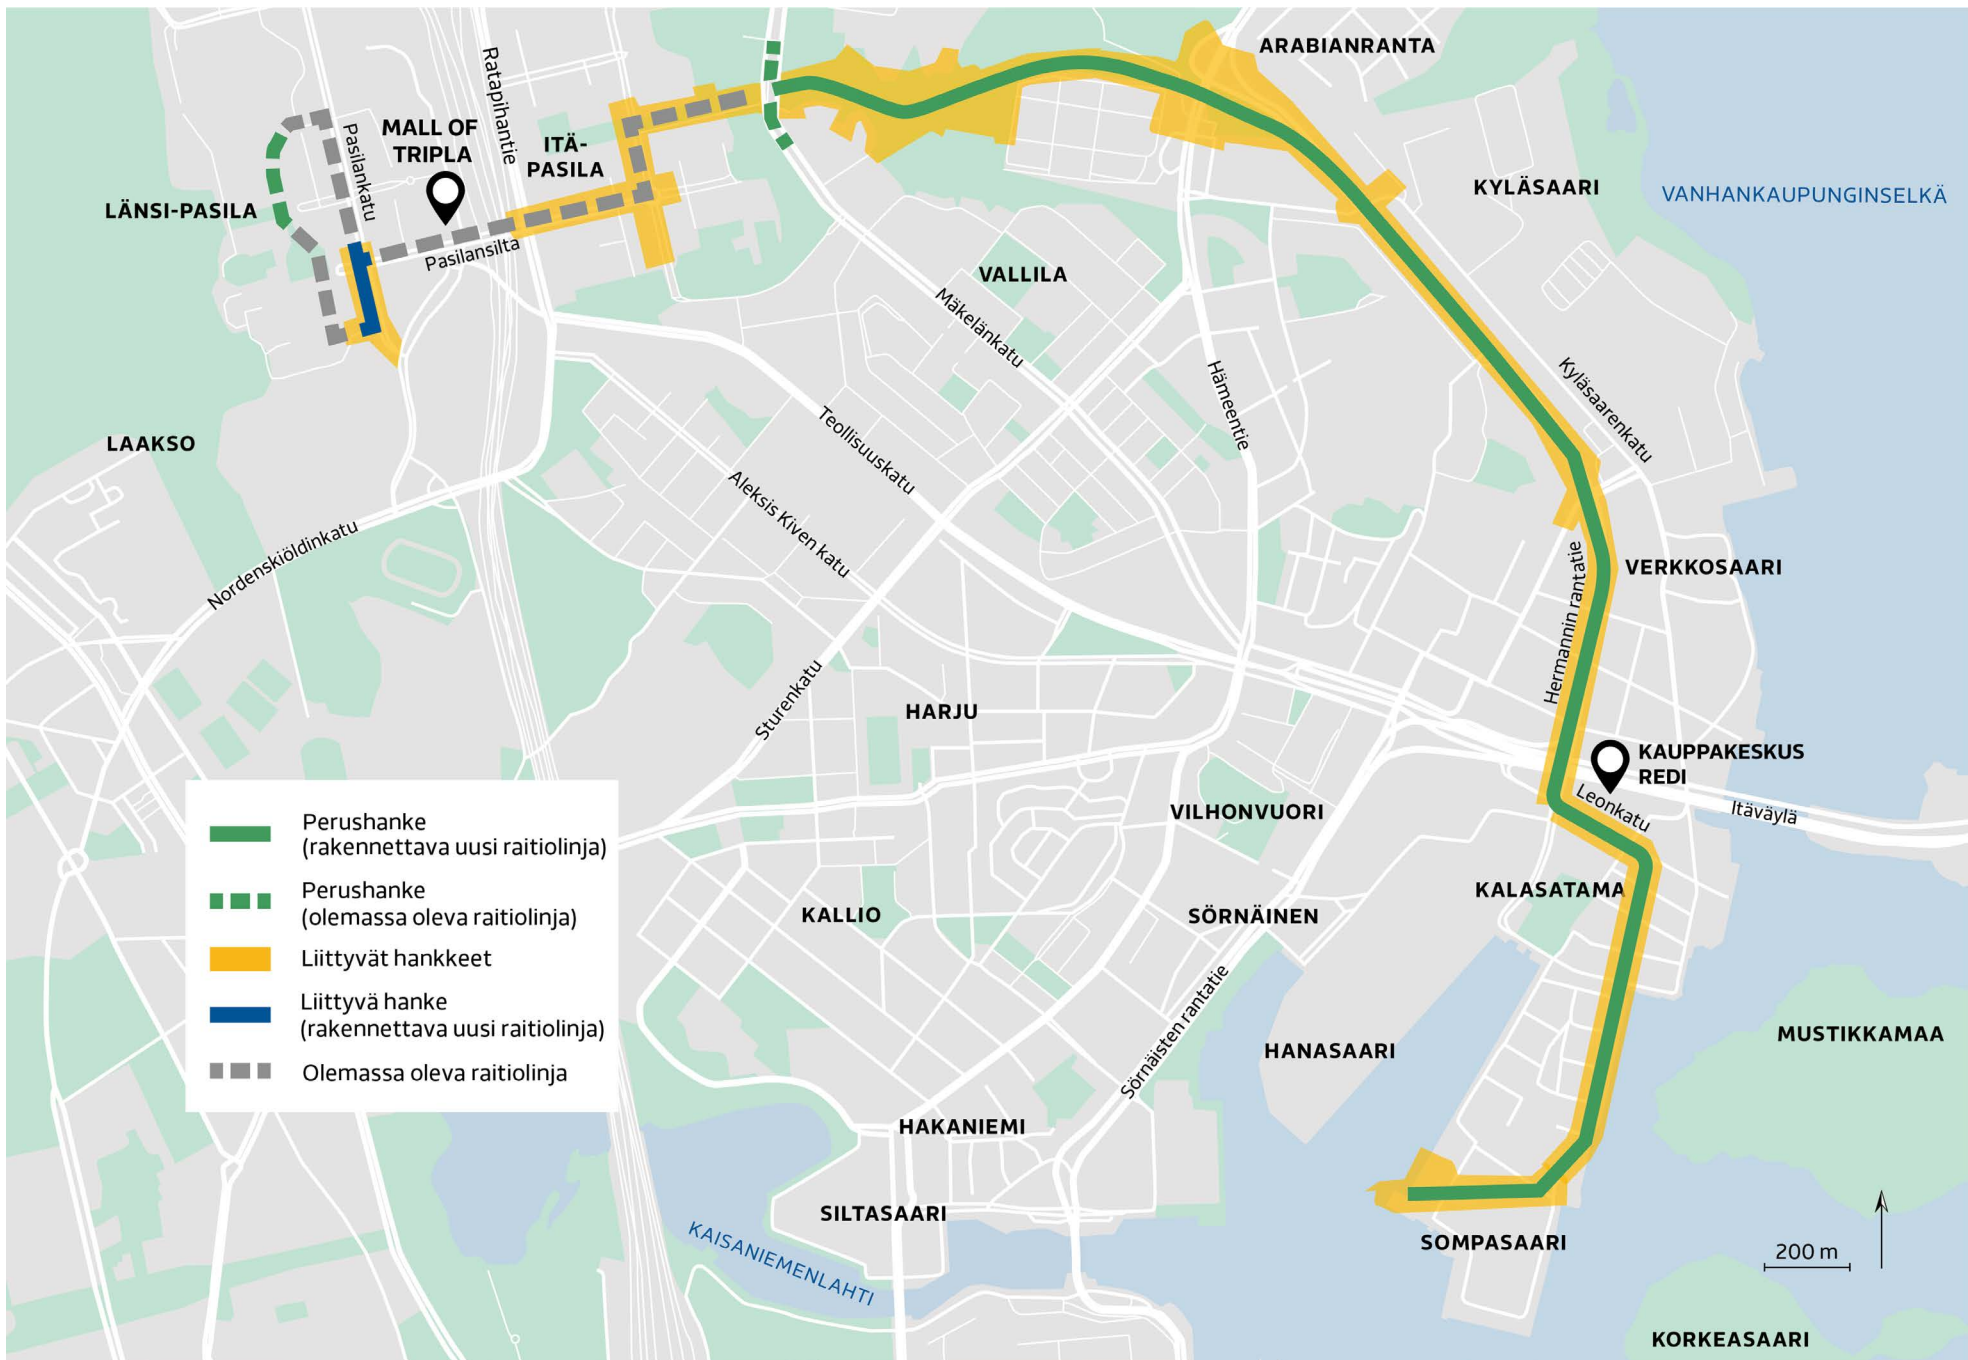 ARABIANRANTA
Ratapihantie
MALL OF
TRIPLA
Pasilankatu
ITÄ-
PASILA
LÄNSI-PASILA
Pasilansilta
KYLÄSAARI
VANHANKAUPUNGINSELKÄ
VALLILA
Mäkelänkatu
Hämeentie
Kyläsaarenkatu
LAAKSO
Teollisuuskatu
Aleksis Kiven katu
Nordenskiöldinkatu
VERKKOSAARI
Hermannin rantatie
Sturenkatu
HARJU
KAUPPAKESKUS
REDI
Leonkatu
Itäväylä
VILHONVUORI
KALASATAMA
KALLIO
SÖRNÄINEN
Sörnäisten rantatie
HANASAARI
MUSTIKKAMAA
HAKANIEMI
SILTASAARI
KAISANIEMENLAHTI
SOMPASAARI
200 m
KORKEASAARI
Perushanke
(rakennettava uusi raitiolinja)
Perushanke
(olemassa oleva raitiolinja)
Liittyvät hankkeet
Liittyvä hanke
(rakennettava uusi raitiolinja)
Olemassa oleva raitiolinja